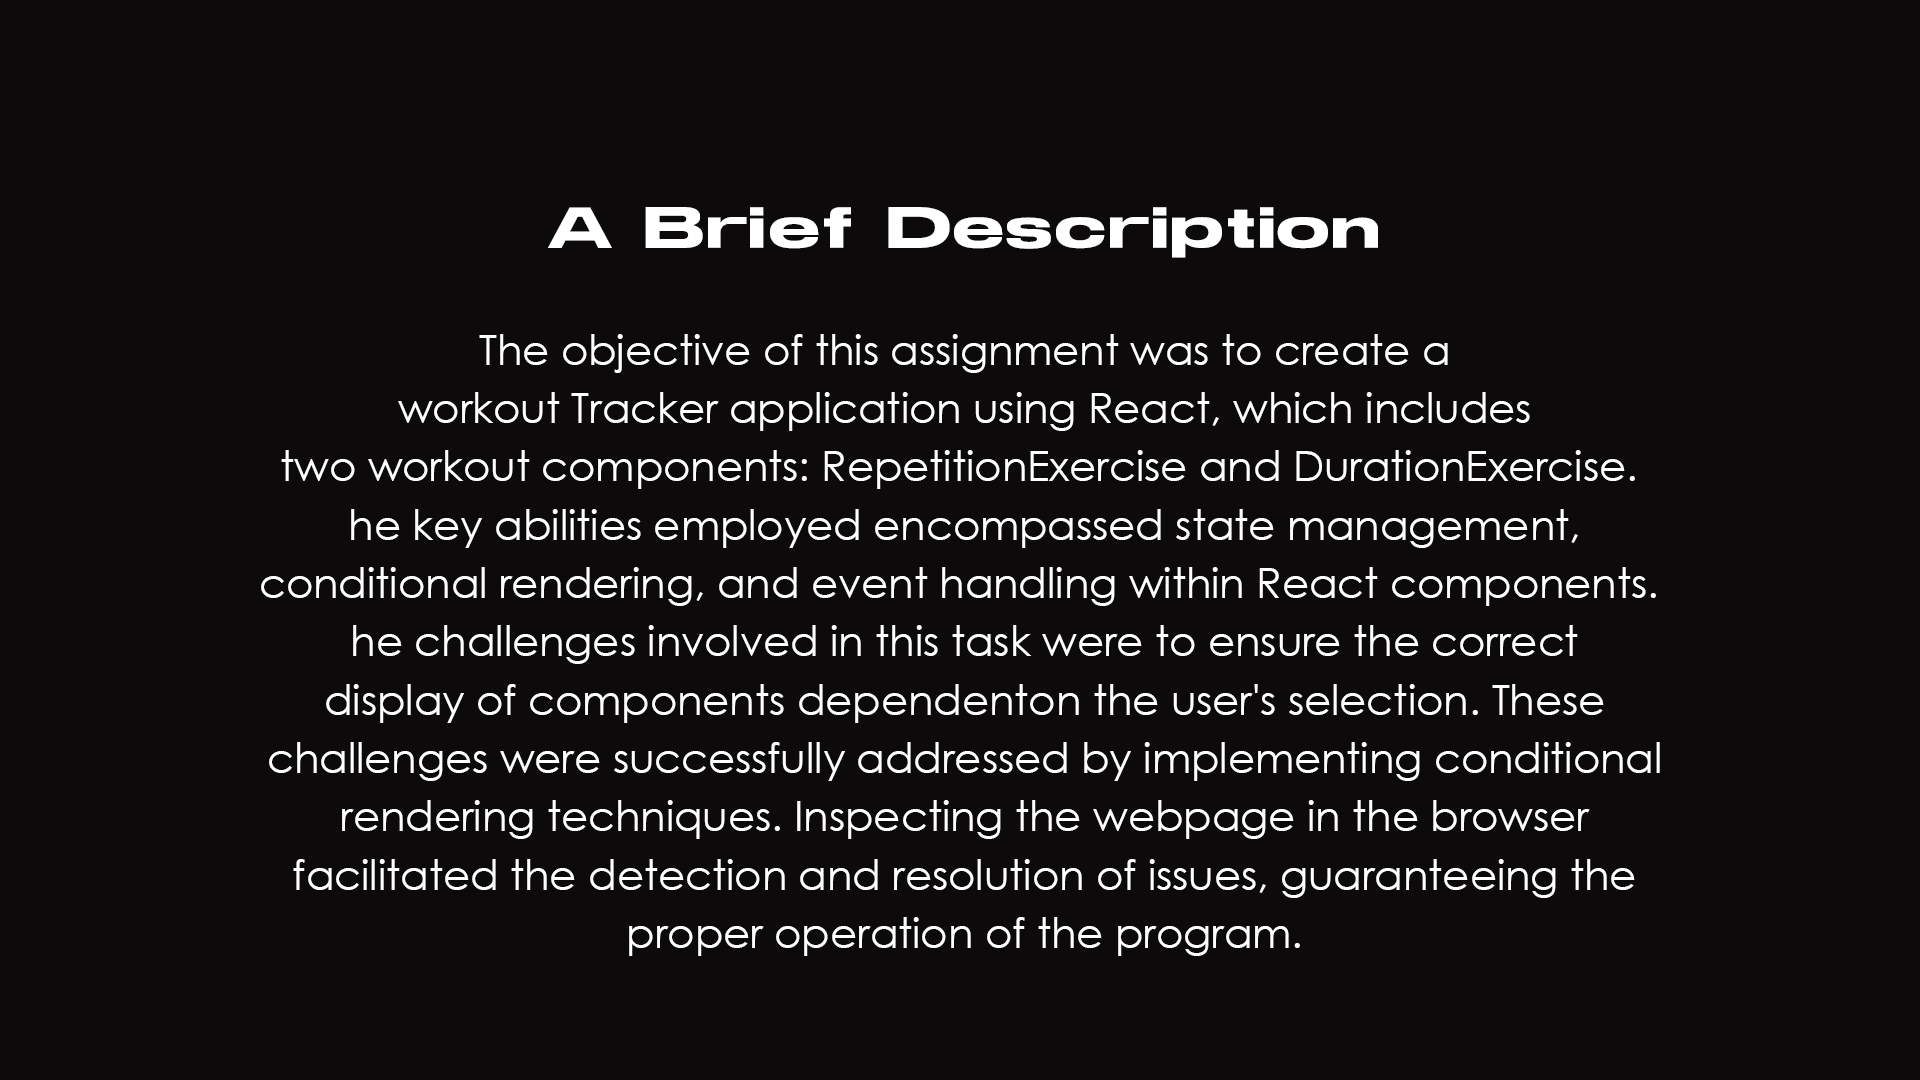 A Brief Description
The objective of this assignment was to create a
workout Tracker application using React, which includes
two workout components: RepetitionExercise and DurationExercise.
he key abilities employed encompassed state management,
conditional rendering, and event handling within React components.
he challenges involved in this task were to ensure the correct
display of components dependenton the user's selection. These
challenges were successfully addressed by implementing conditional
rendering techniques. Inspecting the webpage in the browser
facilitated the detection and resolution of issues, guaranteeing the
proper operation of the program.